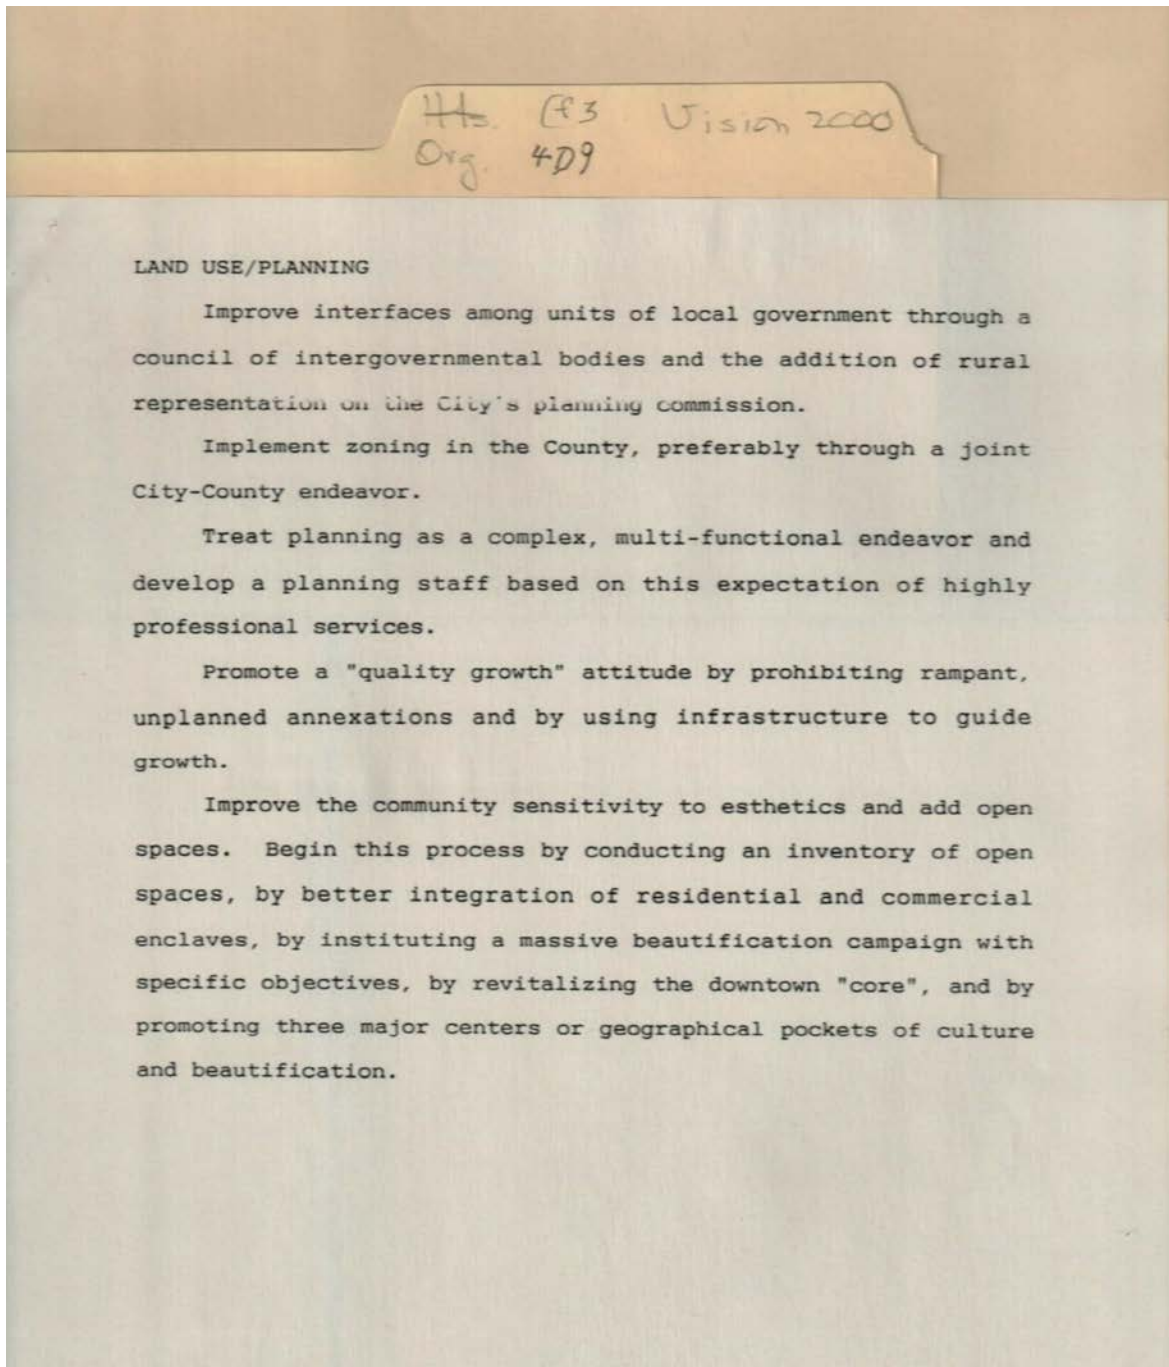 Hts. Cf3 Vision 2000
Org. 4D9
LAND USE/PLANNING
Improve interfaces among units of local government through a
council of intergovernmental bodies and the addition of rural
representation on the City's planning commission.
Implement zoning in the County, preferably through a joint
City-County endeavor.
Treat planning as a complex, multi-functional endeavor and
develop a planning staff based on this expectation of highly
professional services.
Promote a "quality growth" attitude by prohibiting rampant,
unplanned annexations and by using infrastructure to guide
growth.
Improve the community sensitivity to esthetics and add open
spaces. Begin this process by conducting an inventory of open
spaces, by better integration of residential and commercial
enclaves, by instituting a massive beautification campaign with
specific objectives, by revitalizing the downtown "core", and by
promoting three major centers or geographical pockets of culture
and beautification.